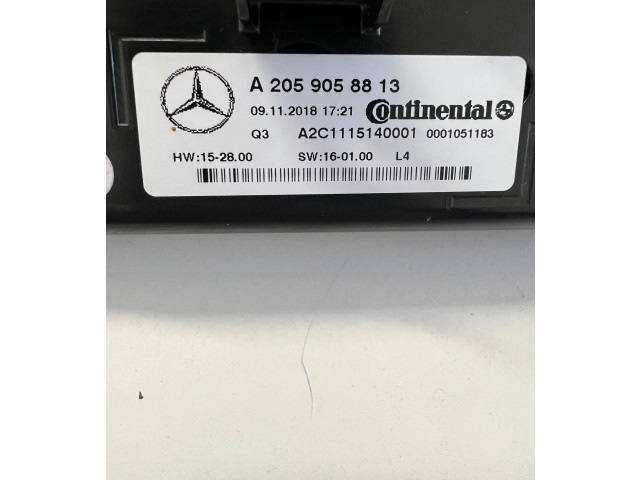 A 205 905 88 13
09.11.2018 17:21 Continental
Q3 A2C1115140001 0001051183
HW:15-28.00 SW:16-01.00 L4